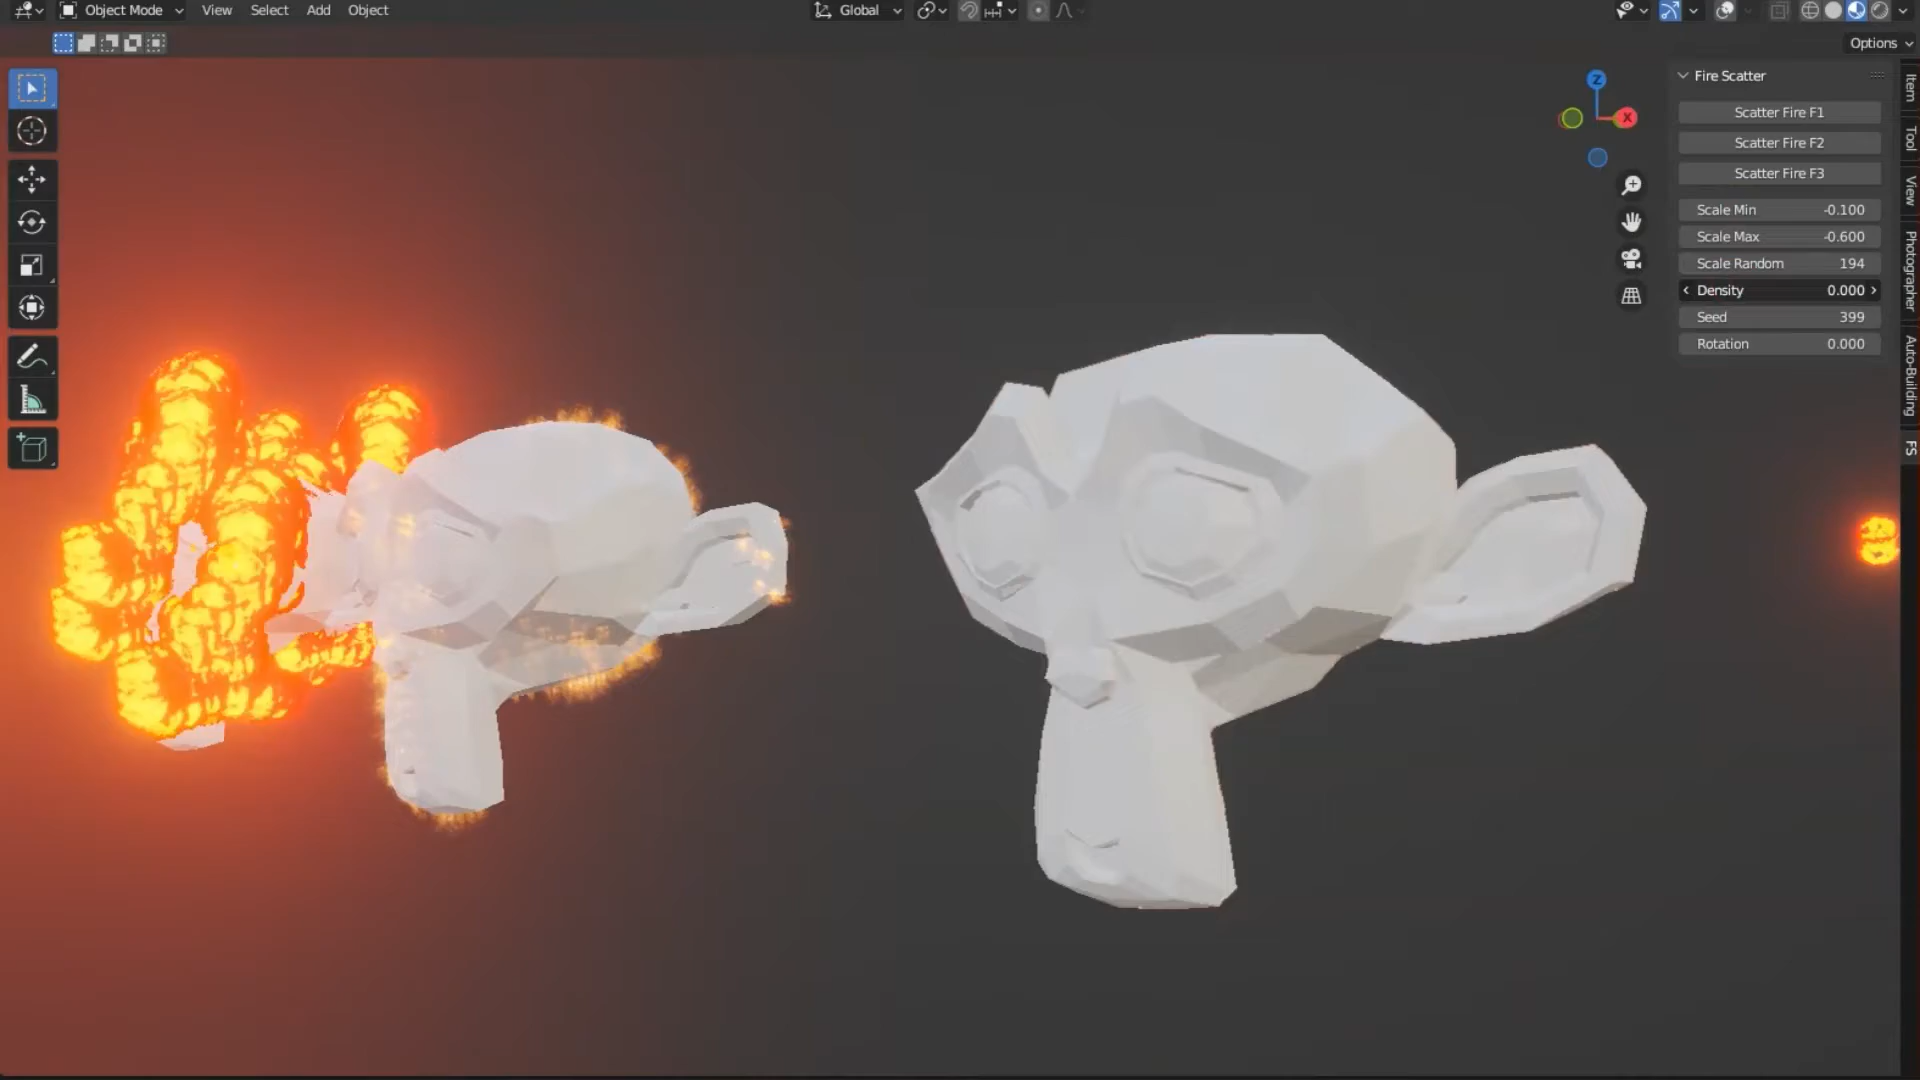 Object Mode View Select Add Object Global
Options
Fire Scatter
Scatter Fire F1
Scatter Fire F2
Scatter Fire F3
Scale Min -0.100
Scale Max -0.600
Scale Random 194
Density 0.000
Seed 399
Rotation 0.000
Z
X
Item
Tool
View
Photographer
Auto-Building
FS